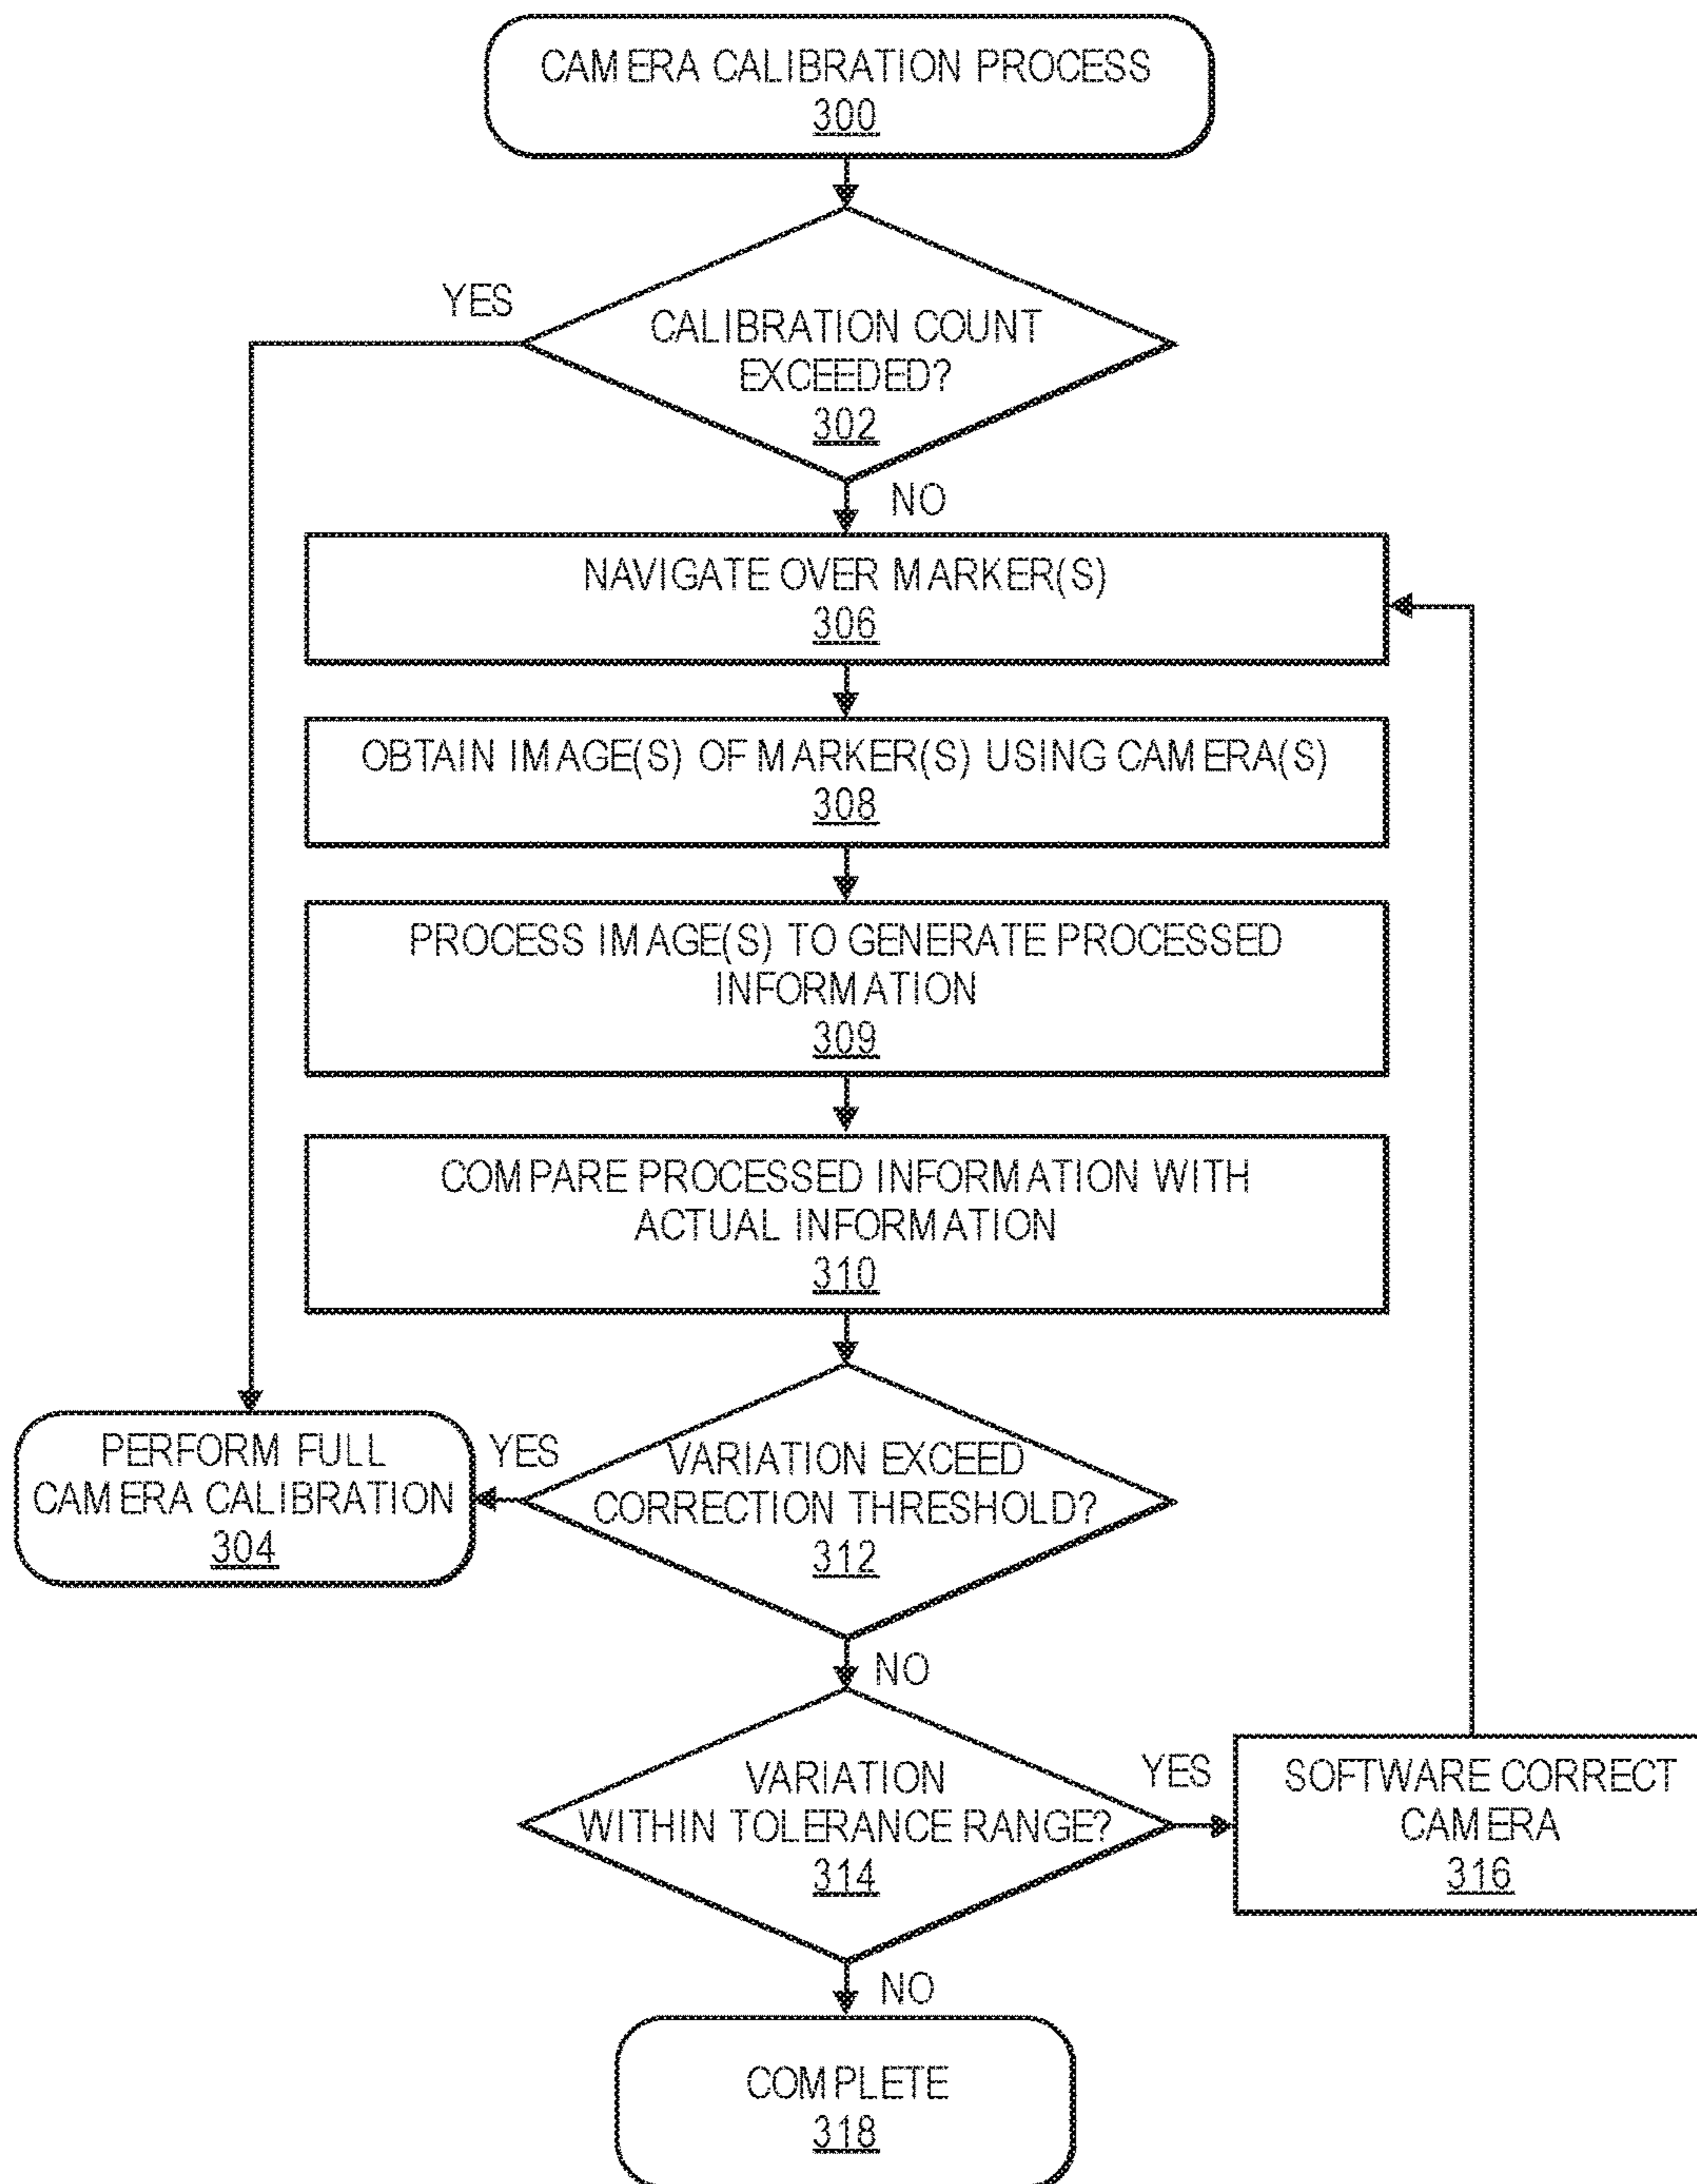 CAMERA CALIBRATION PROCESS
300
YES
CALIBRATION COUNT
EXCEEDED?
302
NO
NAVIGATE OVER MARKER(S)
306
OBTAIN IMAGE(S) OF MARKER(S) USING CAMERA(S)
308
PROCESS IMAGE(S) TO GENERATE PROCESSED
INFORMATION
309
COMPARE PROCESSED INFORMATION WITH
ACTUAL INFORMATION
310
PERFORM FULL
CAMERA CALIBRATION
304
YES
VARIATION EXCEED
CORRECTION THRESHOLD?
312
NO
VARIATION
WITHIN TOLERANCE RANGE?
314
YES
SOFTWARE CORRECT
CAMERA
316
NO
COMPLETE
318